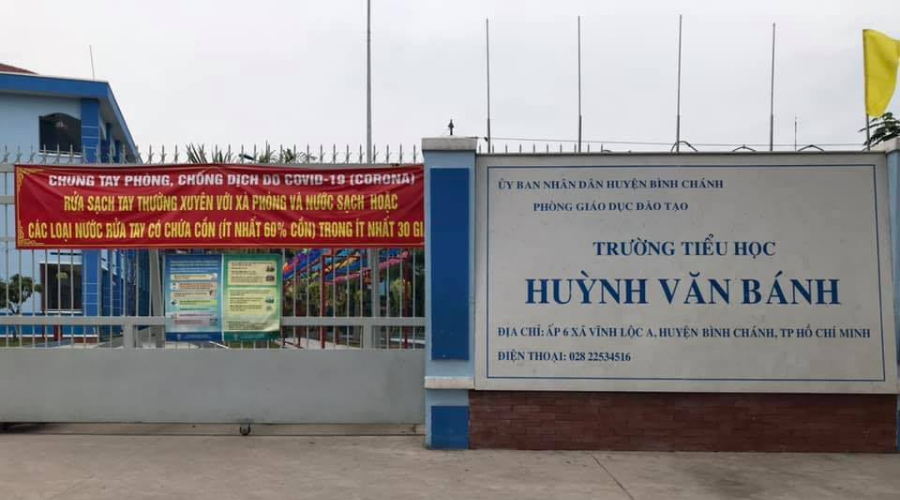 CHUNG TAY PHÒNG, CHỐNG DỊCH DO COVID-19 (CORONA)
RỬA SẠCH TAY THƯỜNG XUYÊN VỚI XÀ PHÒNG VÀ NƯỚC SẠCH HOẶC
CÁC LOẠI NƯỚC RỬA TAY CÓ CHỨA CỒN (ÍT NHẤT 60% CỒN) TRONG ÍT NHẤT 30 GI
ỦY BAN NHÂN DÂN HUYỆN BÌNH CHÁNH
PHÒNG GIÁO DỤC ĐÀO TẠO
TRƯỜNG TIỂU HỌC
HUỲNH VĂN BÁNH
ĐỊA CHỈ: ẤP 6 XÃ VĨNH LỘC A, HUYỆN BÌNH CHÁNH, TP HỒ CHÍ MINH
ĐIỆN THOẠI: 028 22534516